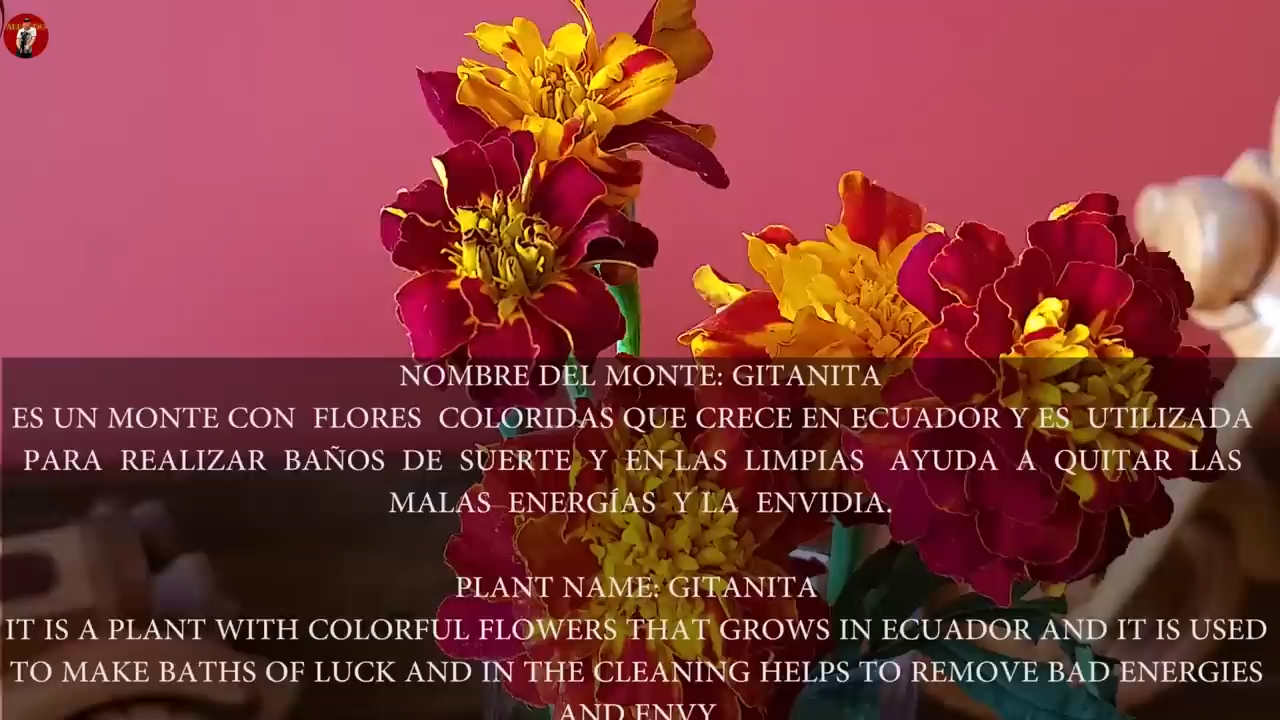 NOMBRE DEL MONTE: GITANITA
ES UN MONTE CON FLORES COLORIDAS QUE CRECE EN ECUADOR Y ES UTILIZADA
PARA REALIZAR BAÑOS DE SUERTE Y EN LAS LIMPIAS AYUDA A QUITAR LAS
MALAS ENERGÍAS Y LA ENVIDIA.
PLANT NAME: GITANITA
IT IS A PLANT WITH COLORFUL FLOWERS THAT GROWS IN ECUADOR AND IT IS USED
TO MAKE BATHS OF LUCK AND IN THE CLEANING HELPS TO REMOVE BAD ENERGIES
AND ENVY